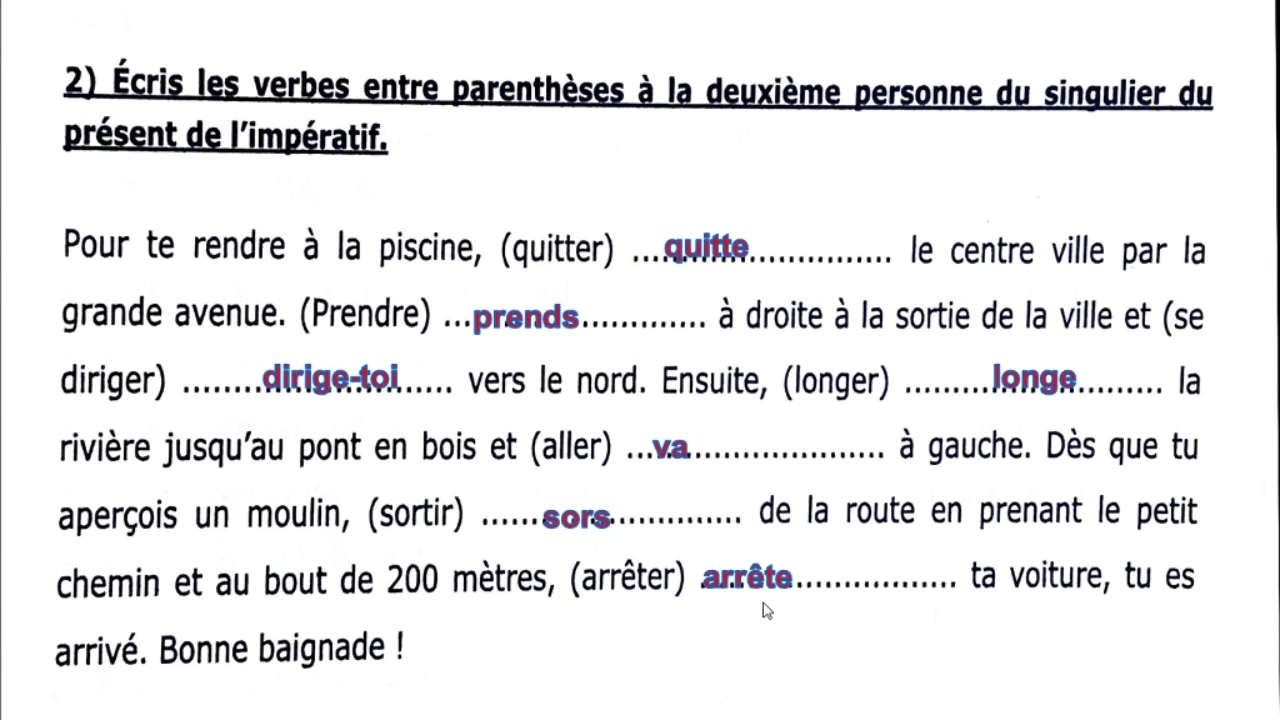 2) Écris les verbes entre parenthèses à la deuxième personne du singulier du
présent de l'impératif.
Pour te rendre à la piscine, (quitter) ...quitte.............................. le centre ville par la
grande avenue. (Prendre) ...prends............. à droite à la sortie de la ville et (se
diriger) ........dirige-toi...... vers le nord. Ensuite, (longer) .........longe......... la
rivière jusqu'au pont en bois et (aller) ...va.................... à gauche. Dès que tu
aperçois un moulin, (sortir) ......sors.............. de la route en prenant le petit
chemin et au bout de 200 mètres, (arrêter) arrête................. ta voiture, tu es
arrivé. Bonne baignade !